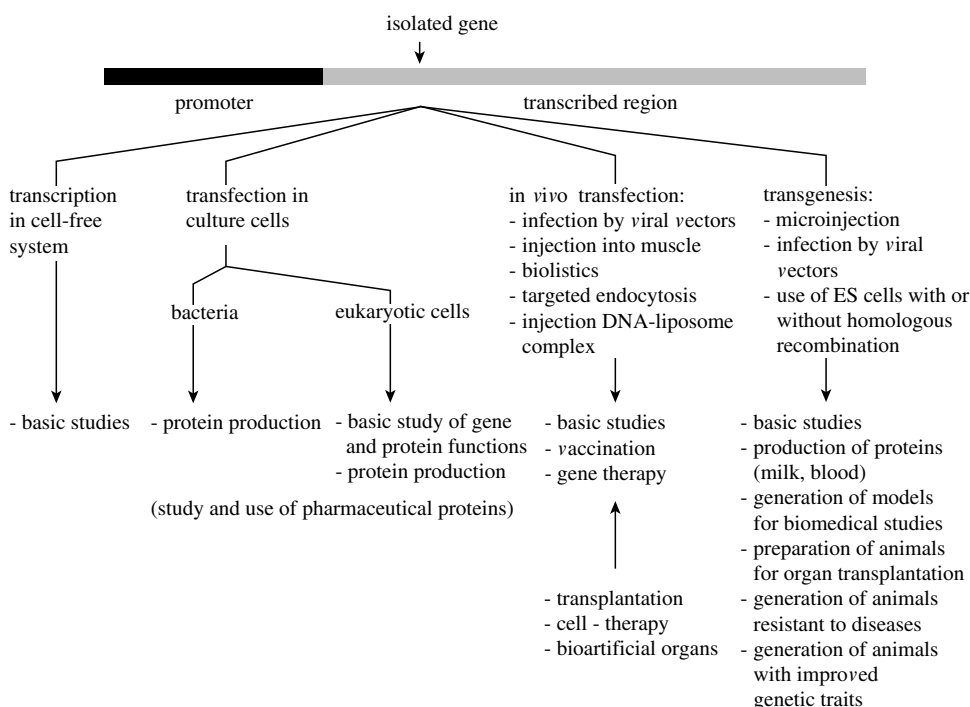 isolated gene
promoter
transcribed region
transcription
in cell-free
system
- basic studies
transfection in
culture cells
bacteria
- protein production
eukaryotic cells
- basic study of gene
and protein functions
- protein production
(study and use of pharmaceutical proteins)
in vivo transfection:
- infection by viral vectors
- injection into muscle
- biolistics
- targeted endocytosis
- injection DNA-liposome
complex
- basic studies
- vaccination
- gene therapy
- transplantation
- cell - therapy
- bioartificial organs
transgenesis:
- microinjection
- infection by viral
vectors
- use of ES cells with or
without homologous
recombination
- basic studies
- production of proteins
(milk, blood)
- generation of models
for biomedical studies
- preparation of animals
for organ transplantation
- generation of animals
resistant to diseases
- generation of animals
with improved
genetic traits